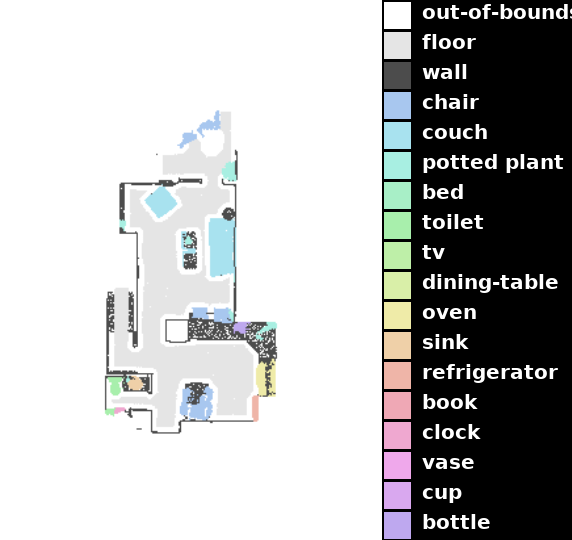 out-of-bounds
floor
wall
chair
couch
potted plant
bed
toilet
tv
dining-table
oven
sink
refrigerator
book
clock
vase
cup
bottle